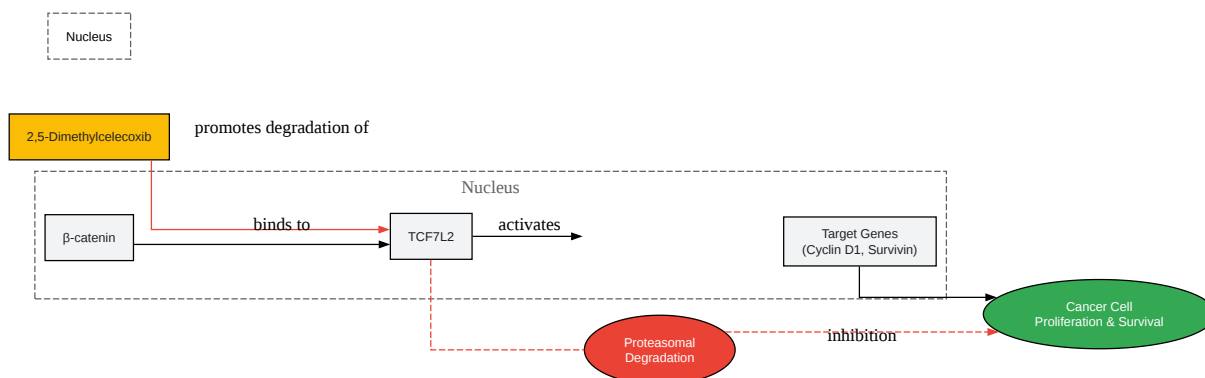 Nucleus
2,5-Dimethylcelecoxib
promotes degradation of
Nucleus
β-catenin
binds to
TCF7L2
activates
Target Genes
(Cyclin D1, Survivin)
Cancer Cell
Proliferation & Survival
Proteasomal
Degradation
inhibition